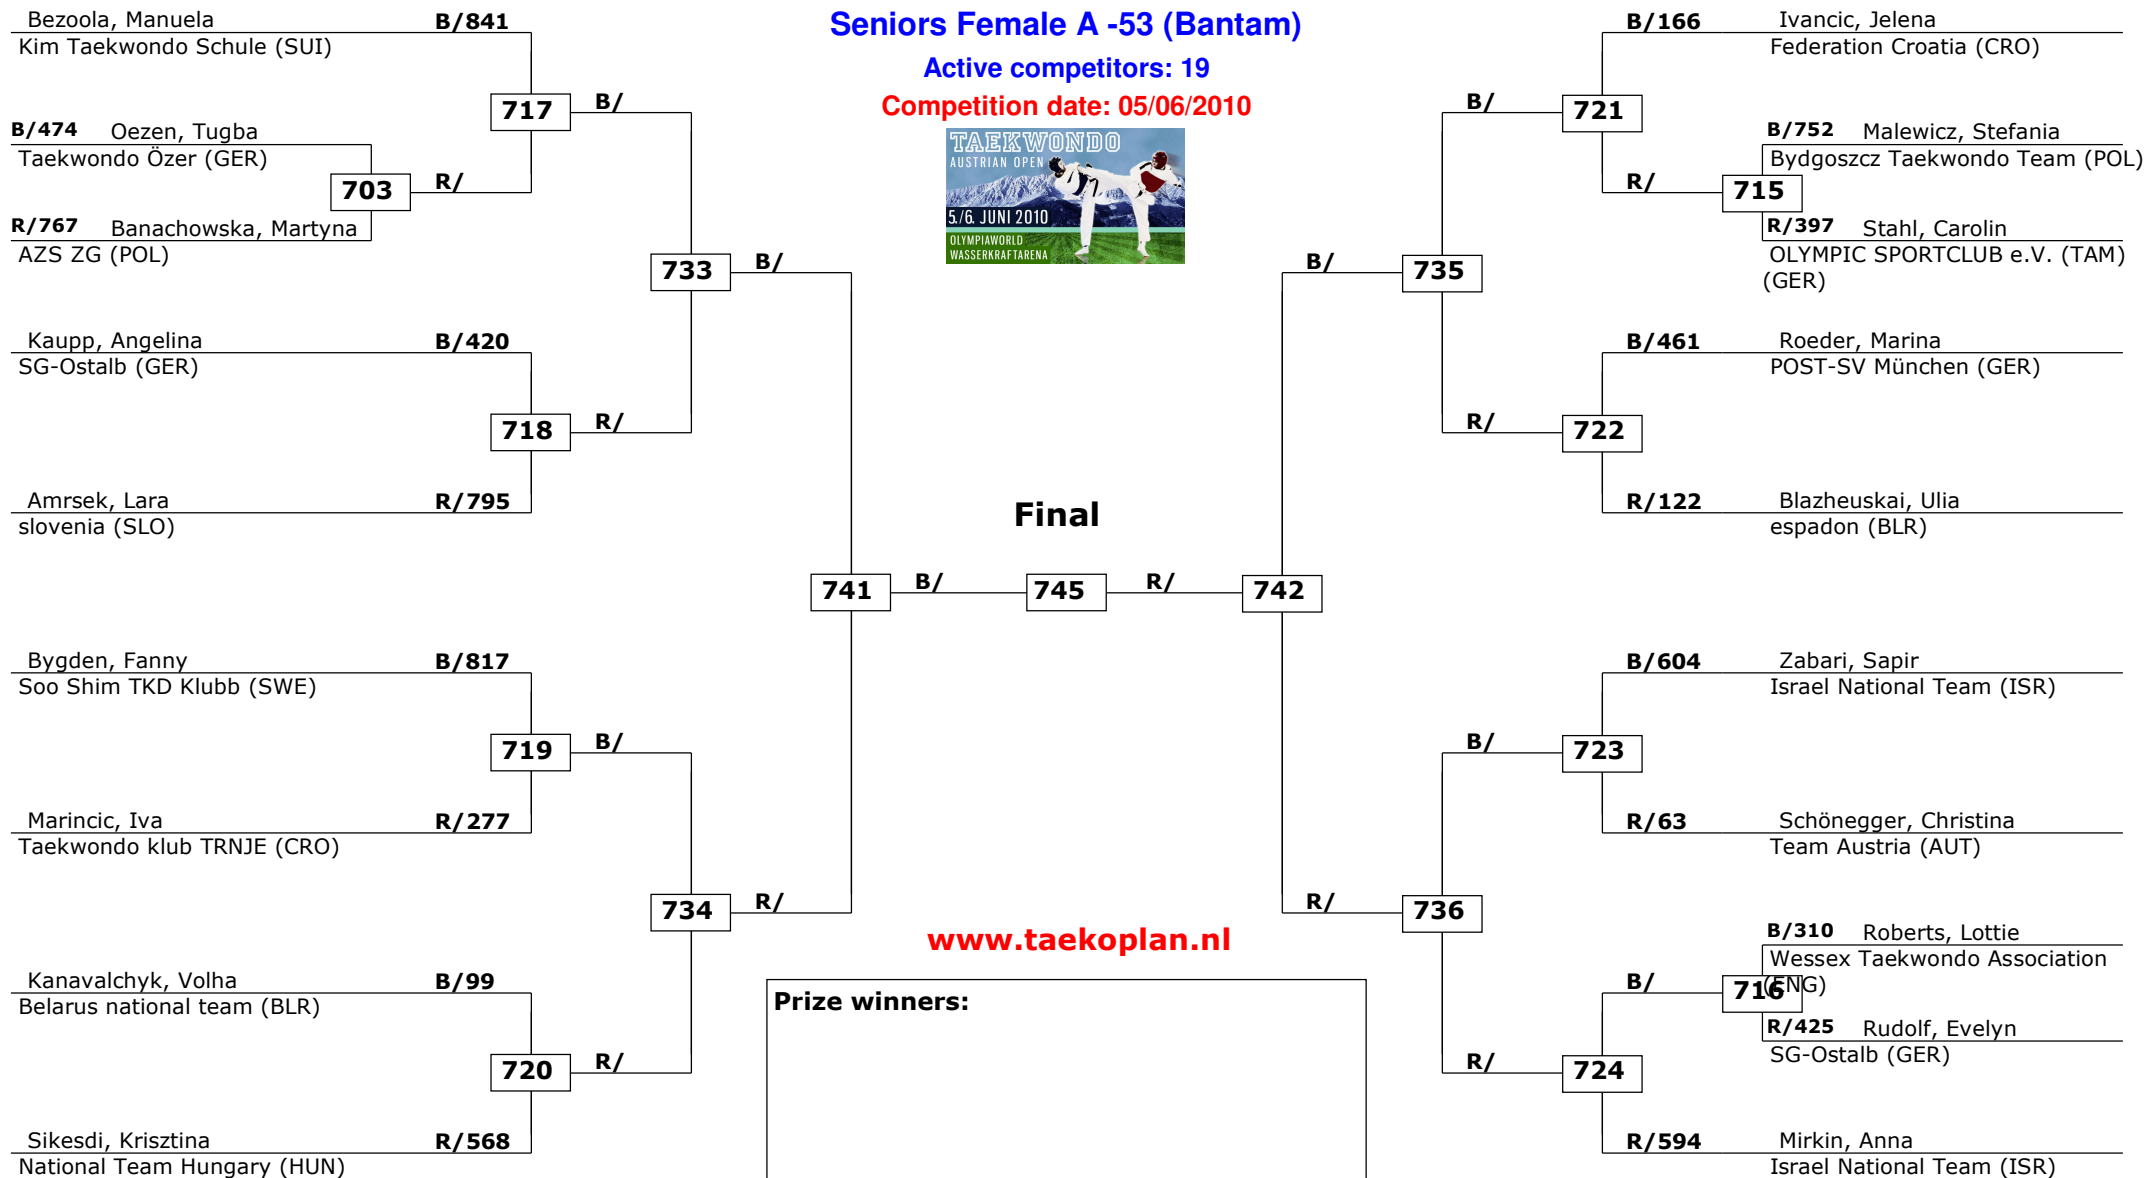 Seniors Female A -53 (Bantam)
Active competitors: 19
Competition date: 05/06/2010
TAEKWONDO
AUSTRIAN OPEN
5./6. JUNI 2010
OLYMPIAWORLD
WASSERKRAFTARENA
Bezoola, Manuela B/841
Kim Taekwondo Schule (SUI)
717 B/
B/474 Oezen, Tugba
Taekwondo Özer (GER)
703 R/
R/767 Banachowska, Martyna
AZS ZG (POL)
733 B/
Kaupp, Angelina B/420
SG-Ostalb (GER)
718 R/
Amrsek, Lara R/795
slovenia (SLO)
Final
741 B/ 745 R/ 742
Bygden, Fanny B/817
Soo Shim TKD Klubb (SWE)
719 B/
Marincic, Iva R/277
Taekwondo klub TRNJE (CRO)
734 R/
Kanavalchyk, Volha B/99
Belarus national team (BLR)
720 R/
Sikesdi, Krisztina R/568
National Team Hungary (HUN)
B/166 Ivancic, Jelena
Federation Croatia (CRO)
B/ 721
B/752 Malewicz, Stefania
Bydgoszcz Taekwondo Team (POL)
R/ 715
R/397 Stahl, Carolin
OLYMPIC SPORTCLUB e.V. (TAM)
(GER)
B/ 735
B/461 Roeder, Marina
POST-SV München (GER)
R/ 722
R/122 Blazheuskai, Ulia
espadon (BLR)
B/604 Zabari, Sapir
Israel National Team (ISR)
B/ 723
R/63 Schönegger, Christina
Team Austria (AUT)
R/ 736
B/310 Roberts, Lottie
Wessex Taekwondo Association
(ENG)
B/ 716
R/425 Rudolf, Evelyn
SG-Ostalb (GER)
R/ 724
R/594 Mirkin, Anna
Israel National Team (ISR)
www.taekoplan.nl
Prize winners: